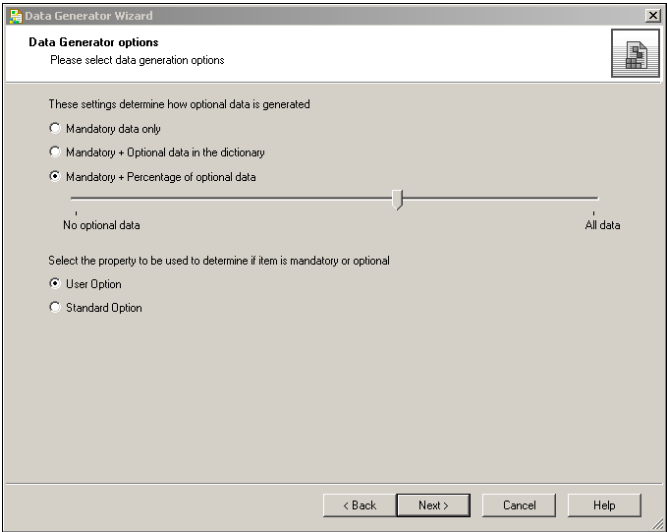 Data Generator Wizard
Data Generator options
Please select data generation options
These settings determine how optional data is generated
Mandatory data only
Mandatory + Optional data in the dictionary
Mandatory + Percentage of optional data
No optional data All data
Select the property to be used to determine if item is mandatory or optional
User Option
Standard Option
< Back Next > Cancel Help